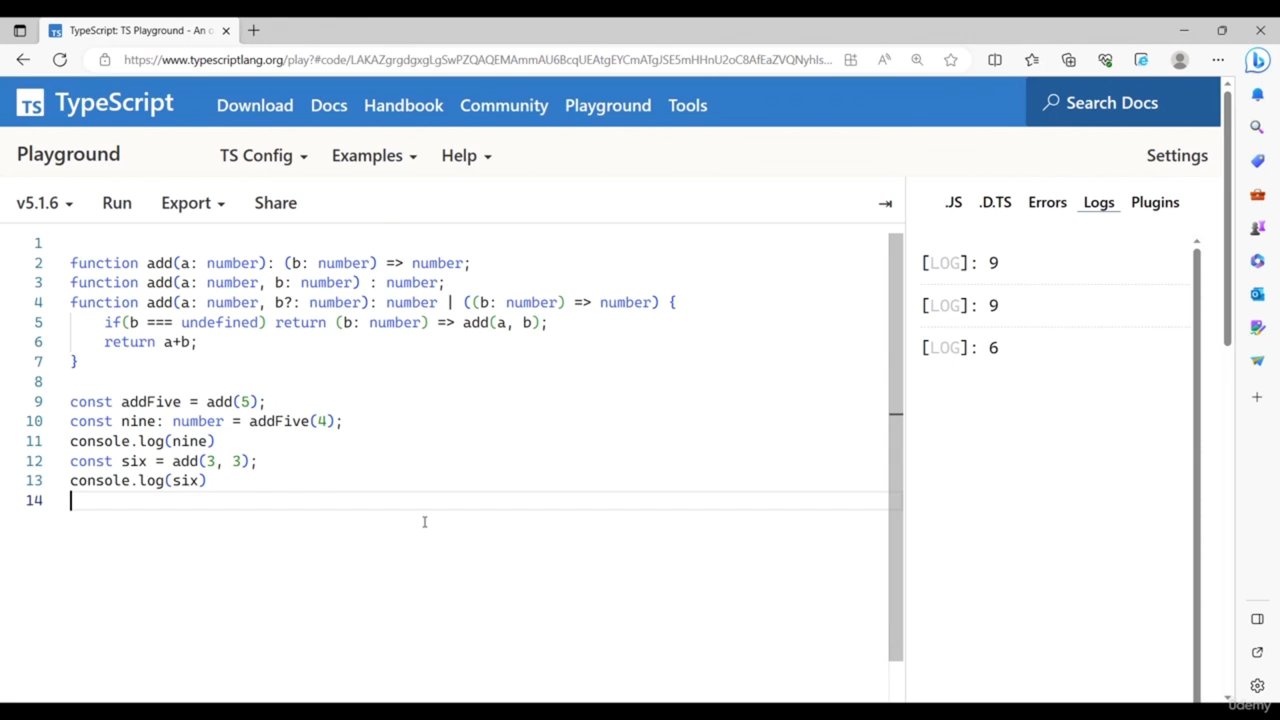 TypeScript: TS Playground - An o
https://www.typescriptlang.org/play?#code/LAKAZgrgdgxgLgSwPZQAQEMAmmAU6BcqUEAtgEYCmATgJSE5mHHnU2oC8AfEaZVQNyhIs...
TS TypeScript Download Docs Handbook Community Playground Tools Search Docs
Playground TS Config Examples Help Settings
v5.1.6 Run Export Share .JS .D.TS Errors Logs Plugins
1
2 function add(a: number): (b: number) => number;
3 function add(a: number, b: number) : number;
4 function add(a: number, b?: number): number | ((b: number) => number) {
5 if(b === undefined) return (b: number) => add(a, b);
6 return a+b;
7 }
8
9 const addFive = add(5);
10 const nine: number = addFive(4);
11 console.log(nine)
12 const six = add(3, 3);
13 console.log(six)
14
[LOG]: 9
[LOG]: 9
[LOG]: 6
udemy